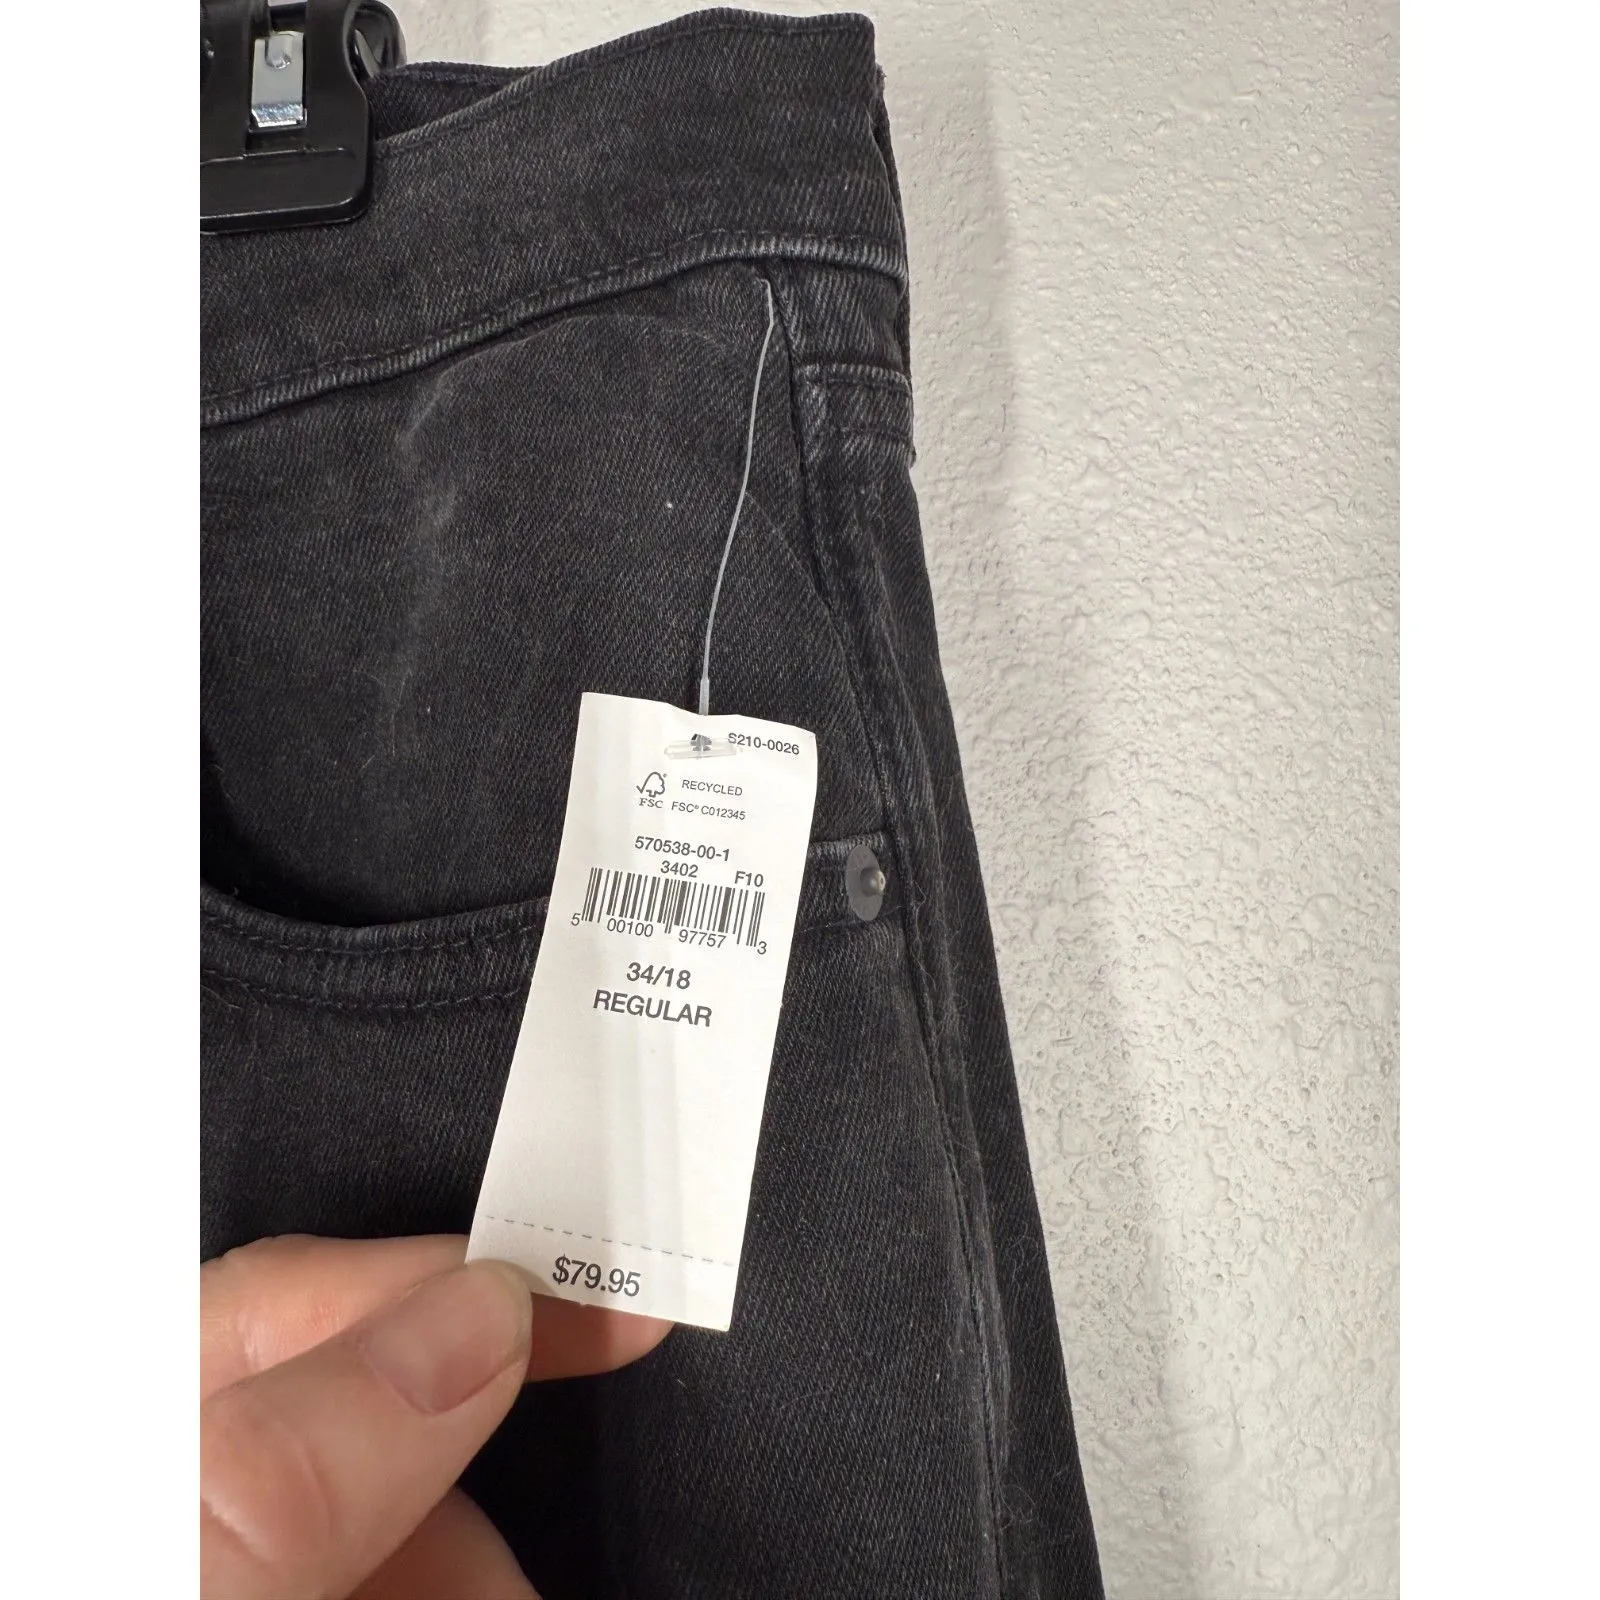 S210-0026
RECYCLED
FSC FSC® C012345
570538-00-1
3402 F10
5 00100 97757 3
34/18
REGULAR
$79.95